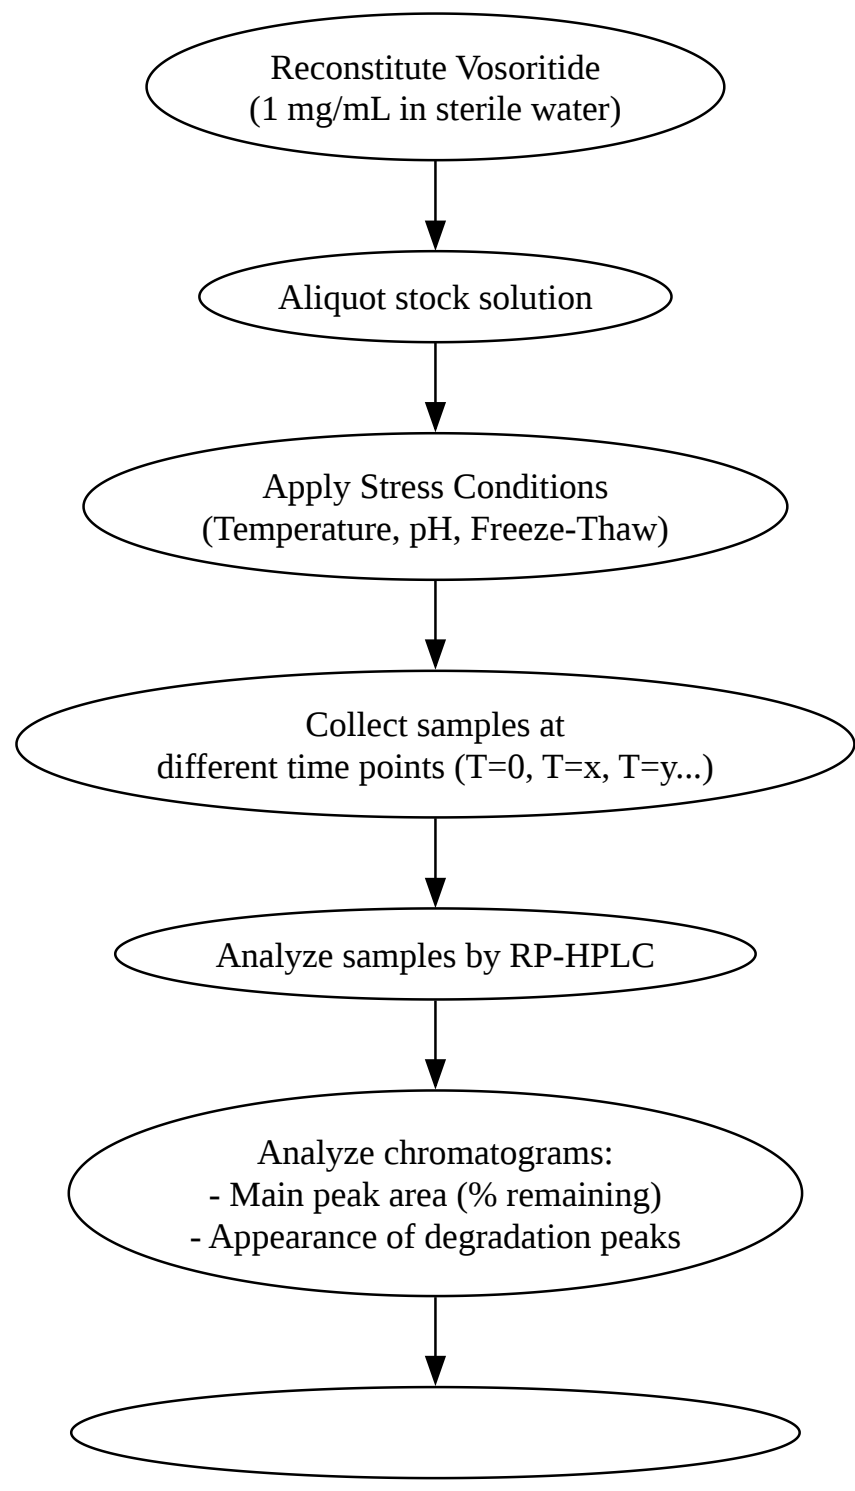 Reconstitute Vosoritide
(1 mg/mL in sterile water)
Aliquot stock solution
Apply Stress Conditions
(Temperature, pH, Freeze-Thaw)
Collect samples at
different time points (T=0, T=x, T=y...)
Analyze samples by RP-HPLC
Analyze chromatograms:
- Main peak area (% remaining)
- Appearance of degradation peaks